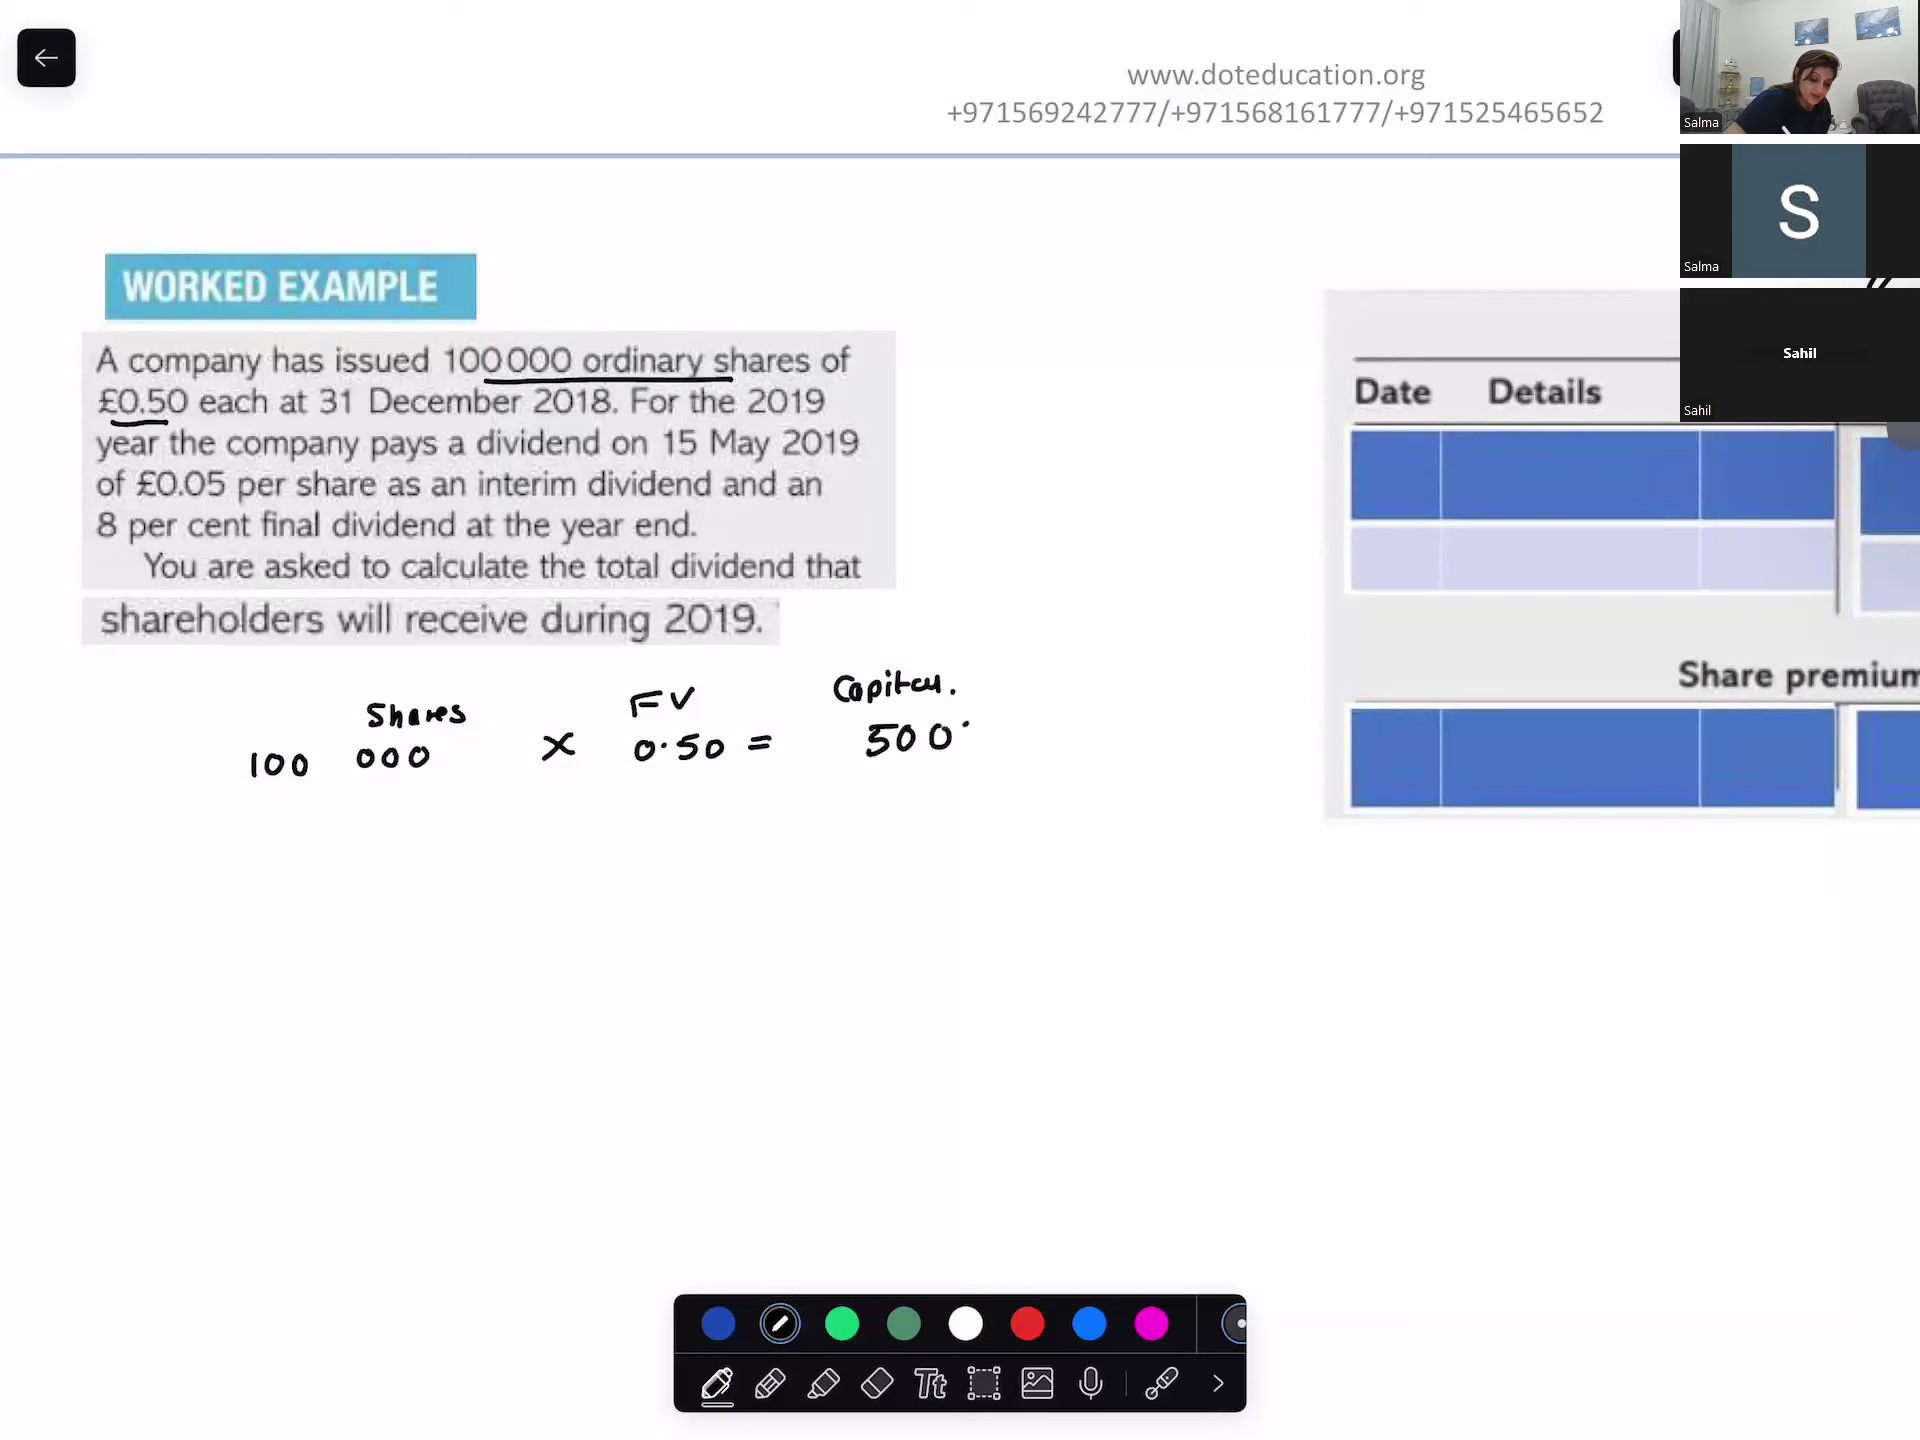 www.doteducation.org
+971569242777/+971568161777/+971525465652
Salma
S
Salma
Sahil
Sahil
WORKED EXAMPLE
A company has issued 100 000 ordinary shares of
£0.50 each at 31 December 2018. For the 2019
year the company pays a dividend on 15 May 2019
of £0.05 per share as an interim dividend and an
8 per cent final dividend at the year end.
You are asked to calculate the total dividend that
shareholders will receive during 2019.
Date Details
Share premium
Shares FV Capital.
100 000 X 0.50 = 500
Tt